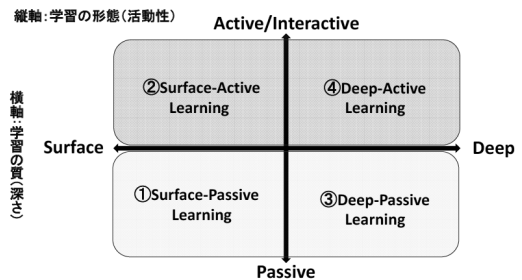 縦軸:学習の形態(活動性)
Active/Interactive
②Surface-Active
Learning
④Deep-Active
Learning
横軸:学習の質(深さ)
Surface
Deep
①Surface-Passive
Learning
③Deep-Passive
Learning
Passive